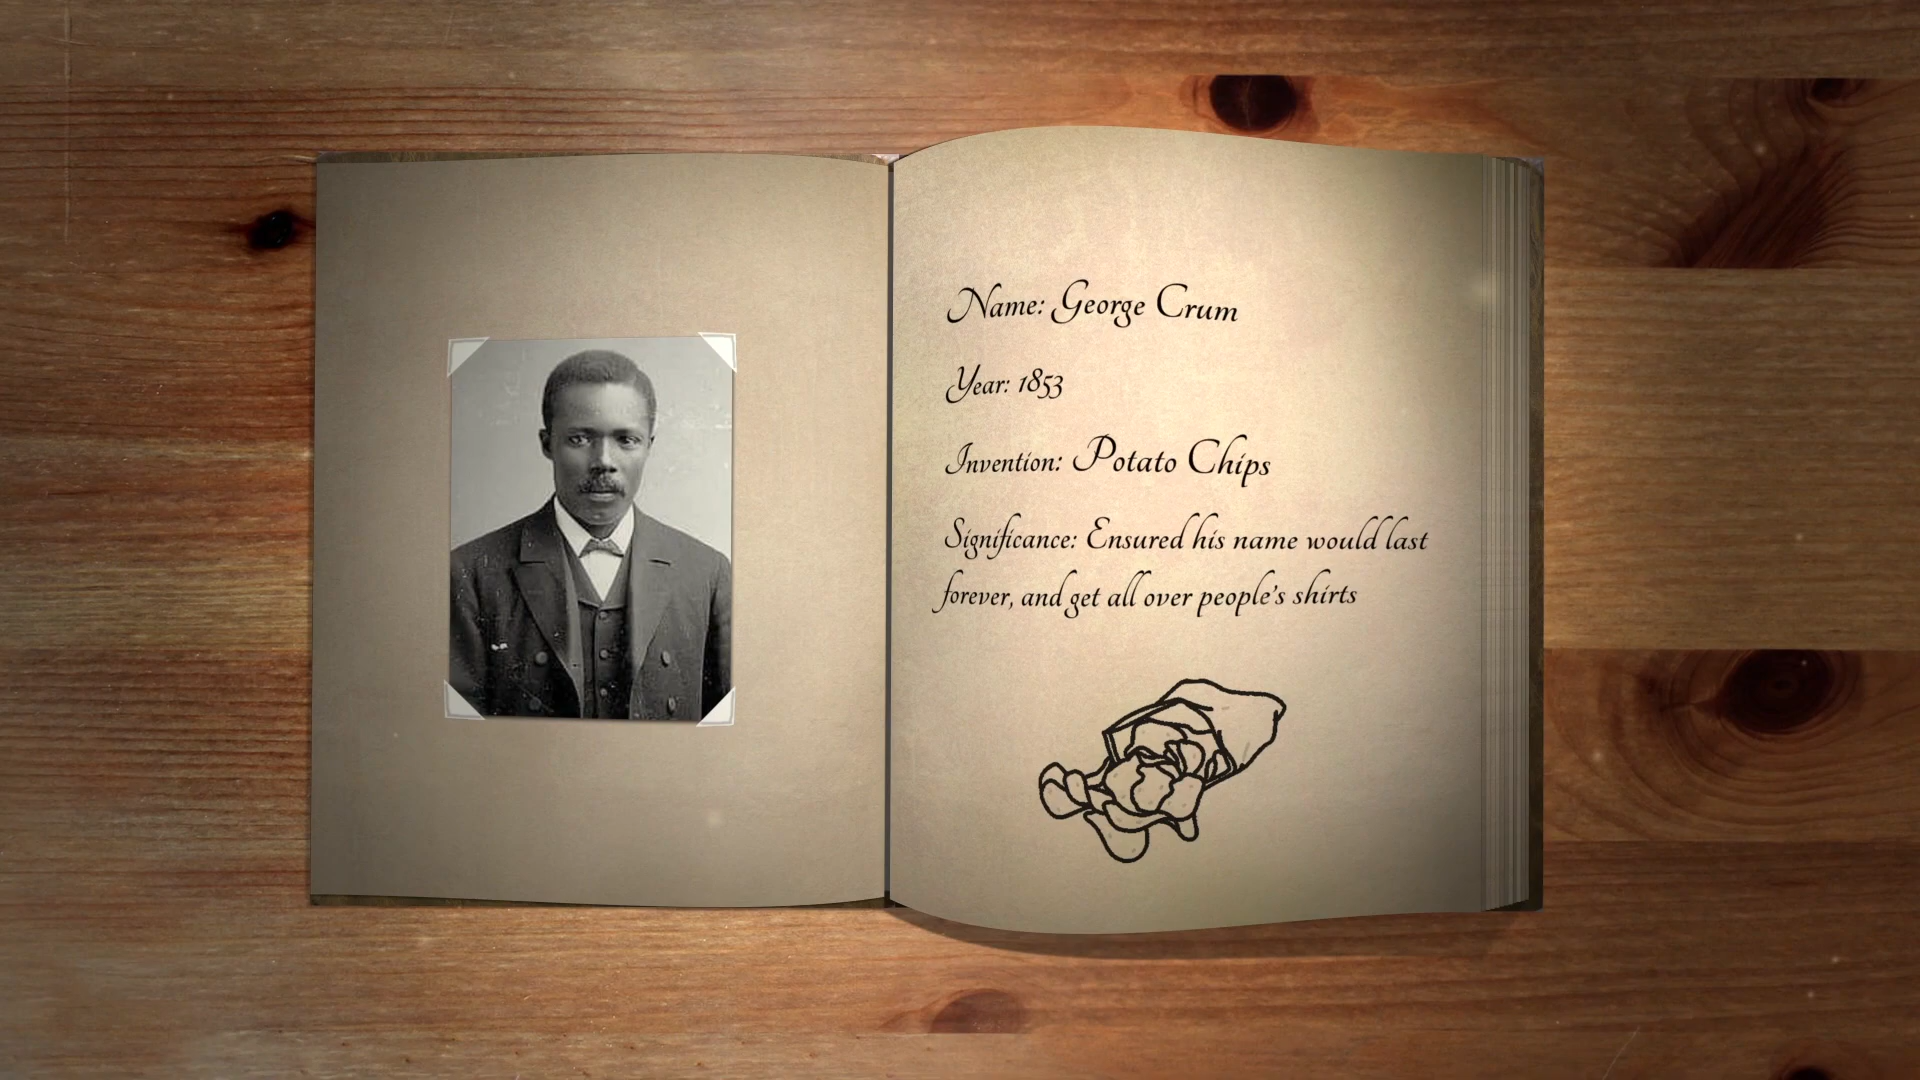 Name: George Crum
Year: 1853
Invention: Potato Chips
Significance: Ensured his name would last
forever, and get all over people's shirts